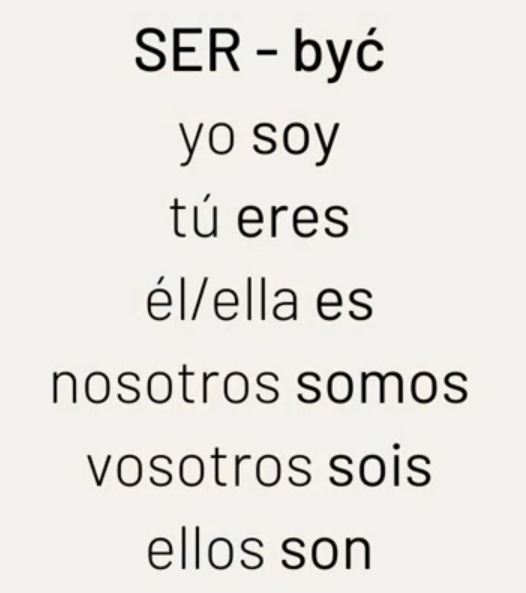 SER - być
yo soy
tú eres
él/ella es
nosotros somos
vosotros sois
ellos son